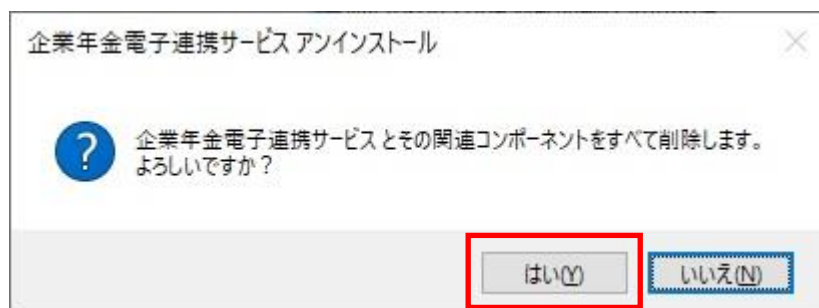 企業年金電子連携サービス アンインストール
企業年金電子連携サービス とその関連コンポーネントをすべて削除します。
よろしいですか？
はい(Y)
いいえ(N)